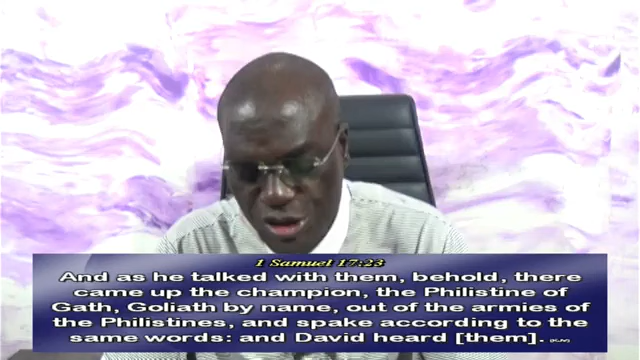 1 Samuel 17:23
And as he talked with them, behold, there
came up the champion, the Philistine of
Gath, Goliath by name, out of the armies of
the Philistines, and spake according to the
same words: and David heard [them]. (KJV)